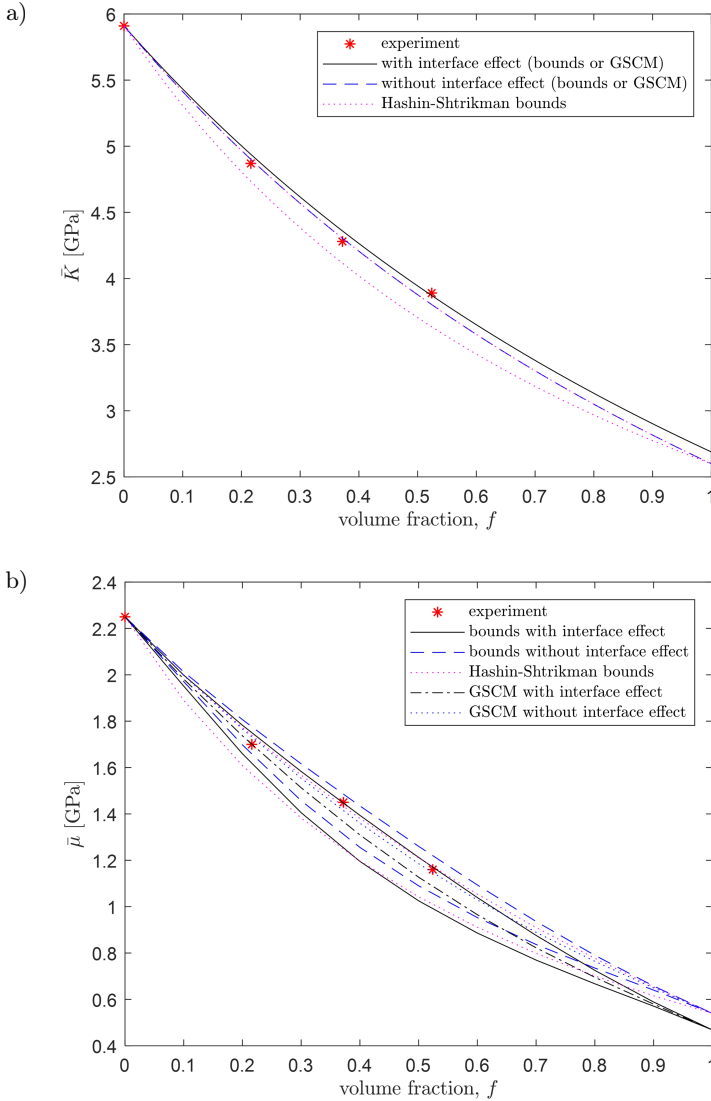 a)
6
5.5
5
4.5
4
3.5
3
2.5
K̄ [GPa]
experiment
with interface effect (bounds or GSCM)
without interface effect (bounds or GSCM)
Hashin-Shtrikman bounds
0 0.1 0.2 0.3 0.4 0.5 0.6 0.7 0.8 0.9 1
volume fraction, f
b)
2.4
2.2
2
1.8
1.6
1.4
1.2
1
0.8
0.6
0.4
μ̄ [GPa]
experiment
bounds with interface effect
bounds without interface effect
Hashin-Shtrikman bounds
GSCM with interface effect
GSCM without interface effect
0 0.1 0.2 0.3 0.4 0.5 0.6 0.7 0.8 0.9 1
volume fraction, f